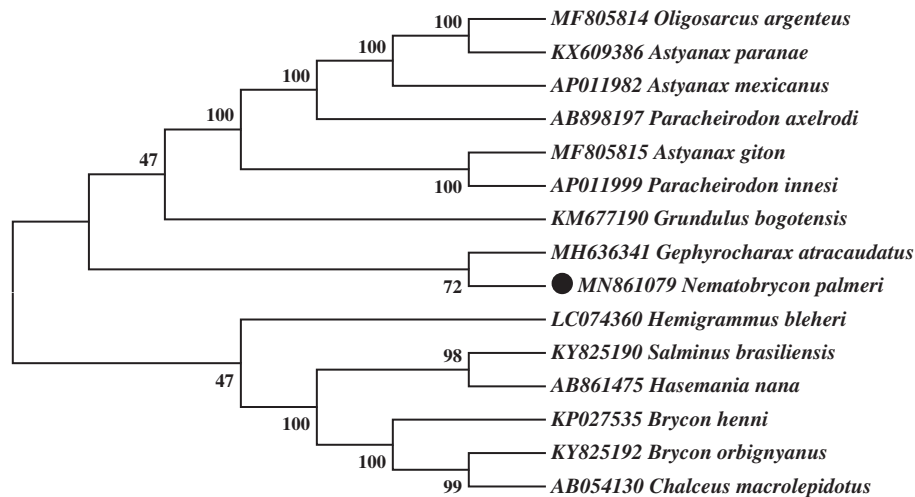 100 MF805814 Oligosarcus argenteus
100 KX609386 Astyanax paranae
100 AP011982 Astyanax mexicanus
100 AB898197 Paracheirodon axelrodi
47 MF805815 Astyanax giton
100 AP011999 Paracheirodon innesi
KM677190 Grundulus bogotensis
MH636341 Gephyrocharax atracaudatus
72 MN861079 Nematobrycon palmeri
LC074360 Hemigrammus bleheri
98 KY825190 Salminus brasiliensis
47 AB861475 Hasemania nana
100 KP027535 Brycon henni
100 KY825192 Brycon orbignyanus
99 AB054130 Chalceus macrolepidotus